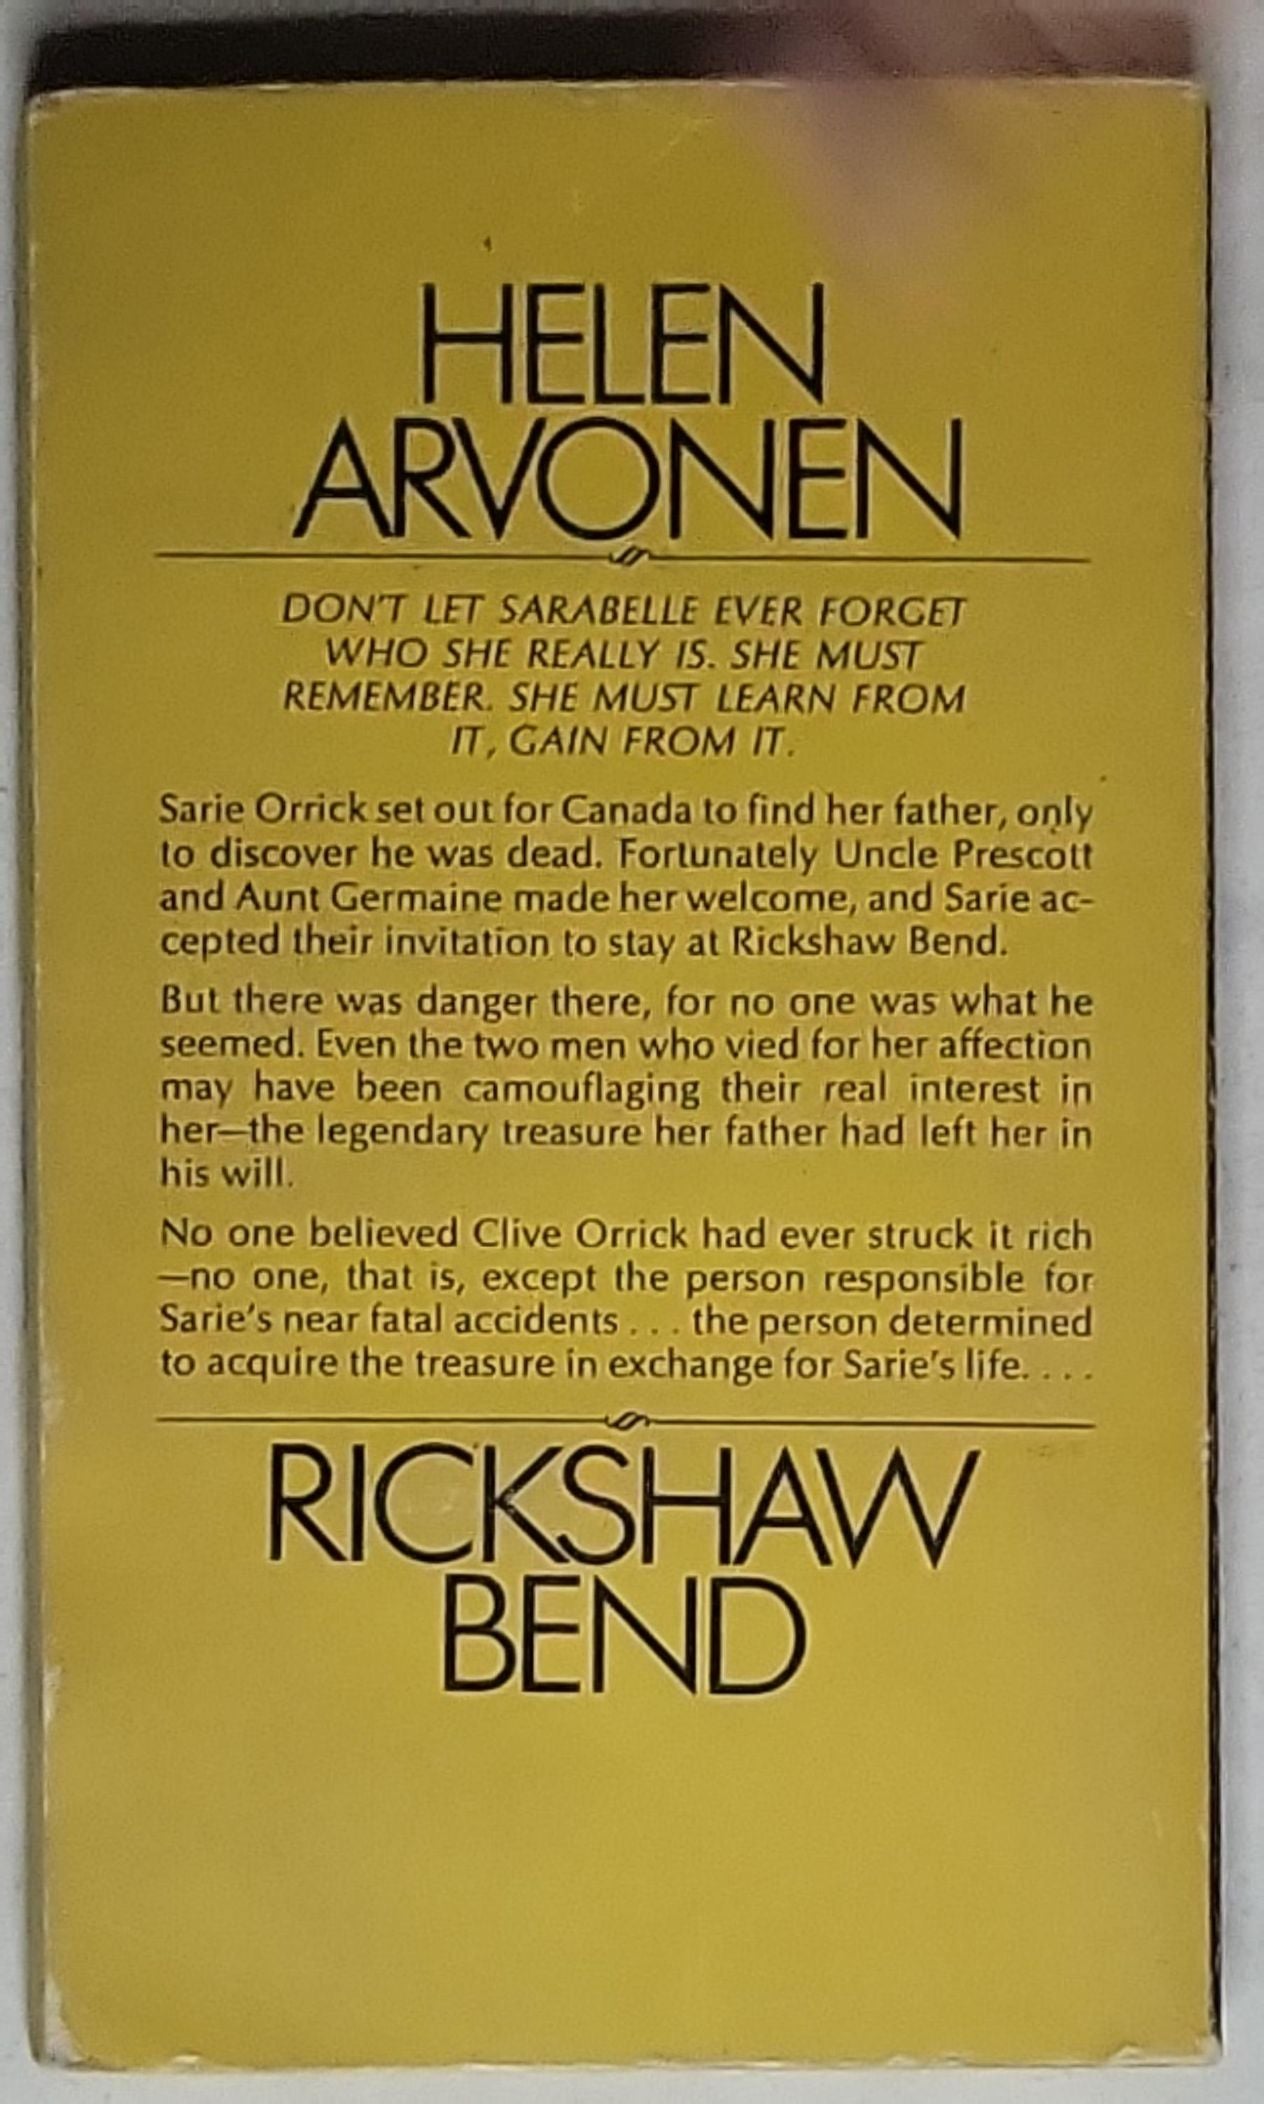 HELEN
ARVONEN
DON'T LET SARABELLE EVER FORGET
WHO SHE REALLY IS. SHE MUST
REMEMBER. SHE MUST LEARN FROM
IT, GAIN FROM IT.
Sarie Orrick set out for Canada to find her father, only
to discover he was dead. Fortunately Uncle Prescott
and Aunt Germaine made her welcome, and Sarie ac-
cepted their invitation to stay at Rickshaw Bend.
But there was danger there, for no one was what he
seemed. Even the two men who vied for her affection
may have been camouflaging their real interest in
her—the legendary treasure her father had left her in
his will.
No one believed Clive Orrick had ever struck it rich
—no one, that is, except the person responsible for
Sarie's near fatal accidents . . . the person determined
to acquire the treasure in exchange for Sarie's life. . . .
RICKSHAW
BEND